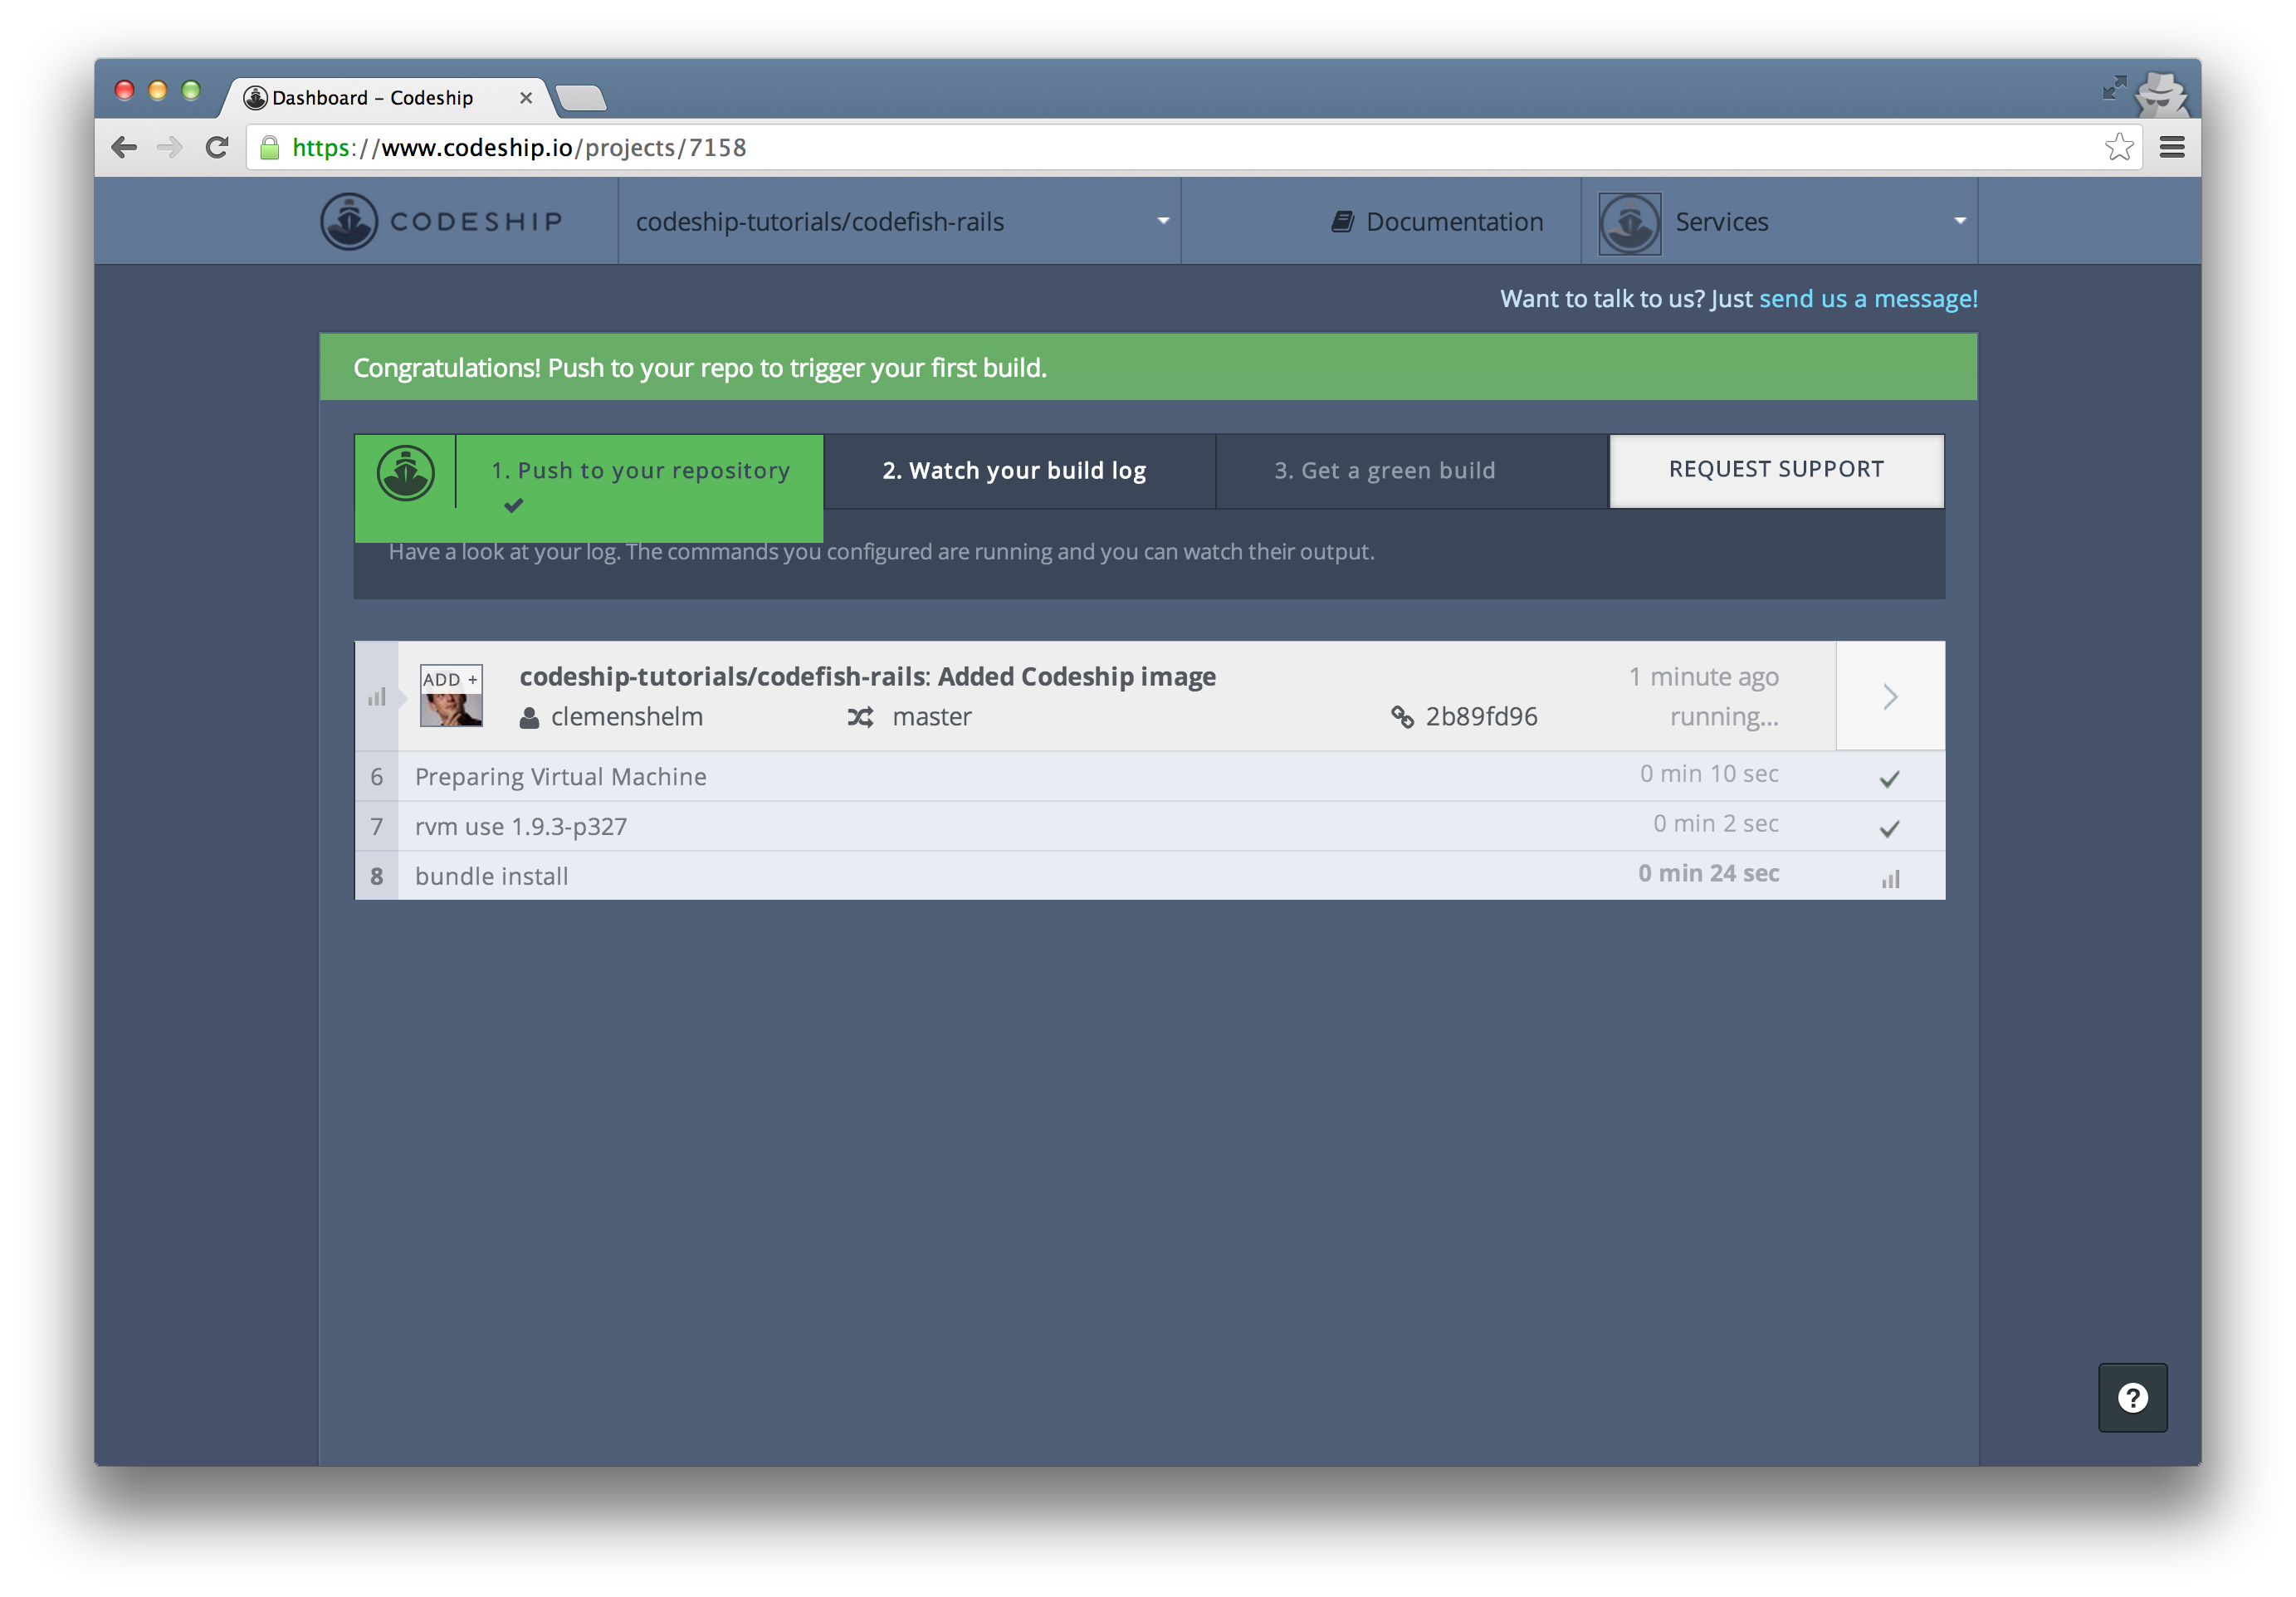 Dashboard – Codeship
https://www.codeship.io/projects/7158
CODESHIP
codeship-tutorials/codefish-rails
Documentation
Services
Want to talk to us? Just send us a message!
Congratulations! Push to your repo to trigger your first build.
1. Push to your repository
2. Watch your build log
3. Get a green build
REQUEST SUPPORT
Have a look at your log. The commands you configured are running and you can watch their output.
ADD +
codeship-tutorials/codefish-rails: Added Codeship image
1 minute ago
clemenshelm
master
2b89fd96
running...
6 Preparing Virtual Machine 0 min 10 sec
7 rvm use 1.9.3-p327 0 min 2 sec
8 bundle install 0 min 24 sec
?